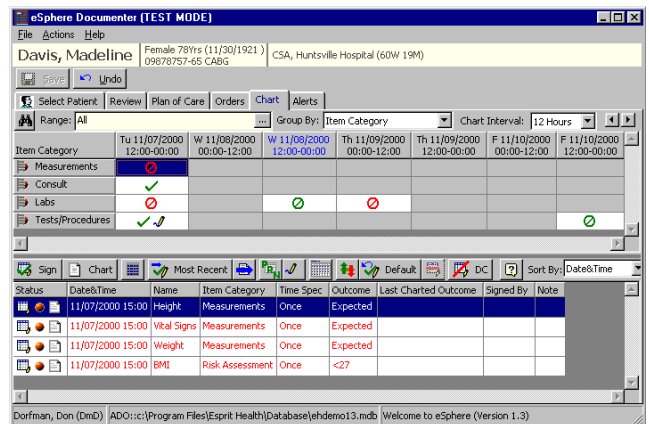 eSphere Documenter (TEST MODE)
File Actions Help
Davis, Madeline Female 78Yrs (11/30/1921 ) CSA, Huntsville Hospital (60W 19M)
09878757-65 CABG
Save Undo
Select Patient Review Plan of Care Orders Chart Alerts
Range: All ... Group By: Item Category Chart Interval: 12 Hours
Item Category Tu 11/07/2000 W 11/08/2000 W 11/08/2000 Th 11/09/2000 Th 11/09/2000 F 11/10/2000 F 11/10/2000
12:00-00:00 00:00-12:00 12:00-00:00 00:00-12:00 12:00-00:00 00:00-12:00 12:00-00:00
Measurements
Consult
Labs
Tests/Procedures
Sign Chart Most Recent PRN Default DC Sort By: Date&Time
Status Date&Time Name Item Category Time Spec Outcome Last Charted Outcome Signed By Note
11/07/2000 15:00 Height Measurements Once Expected
11/07/2000 15:00 Vital Signs Measurements Once Expected
11/07/2000 15:00 Weight Measurements Once Expected
11/07/2000 15:00 BMI Risk Assessment Once <27
Dorfman, Don (DmD) ADO::c:\Program Files\Esprit Health\Database\ehdemo13.mdb Welcome to eSphere (Version 1.3)